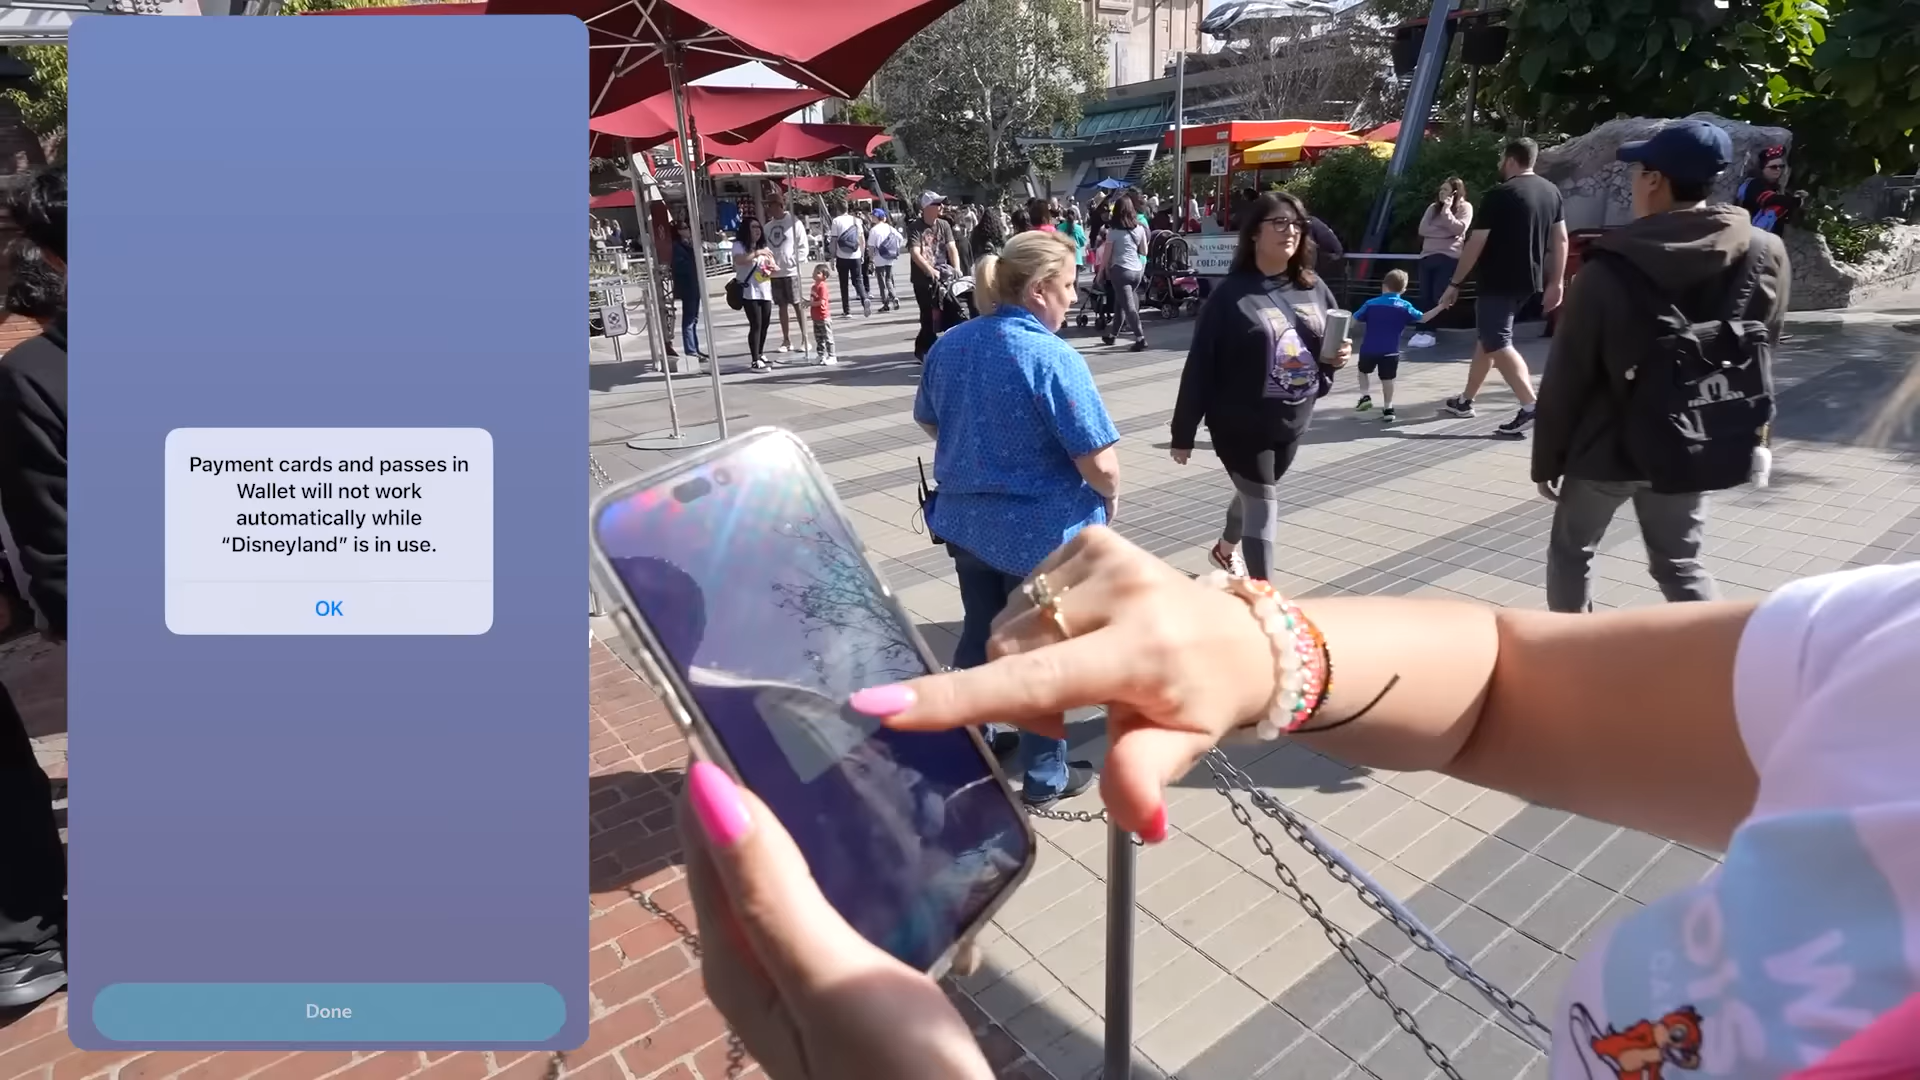 Payment cards and passes in
Wallet will not work
automatically while
“Disneyland” is in use.
OK
Done